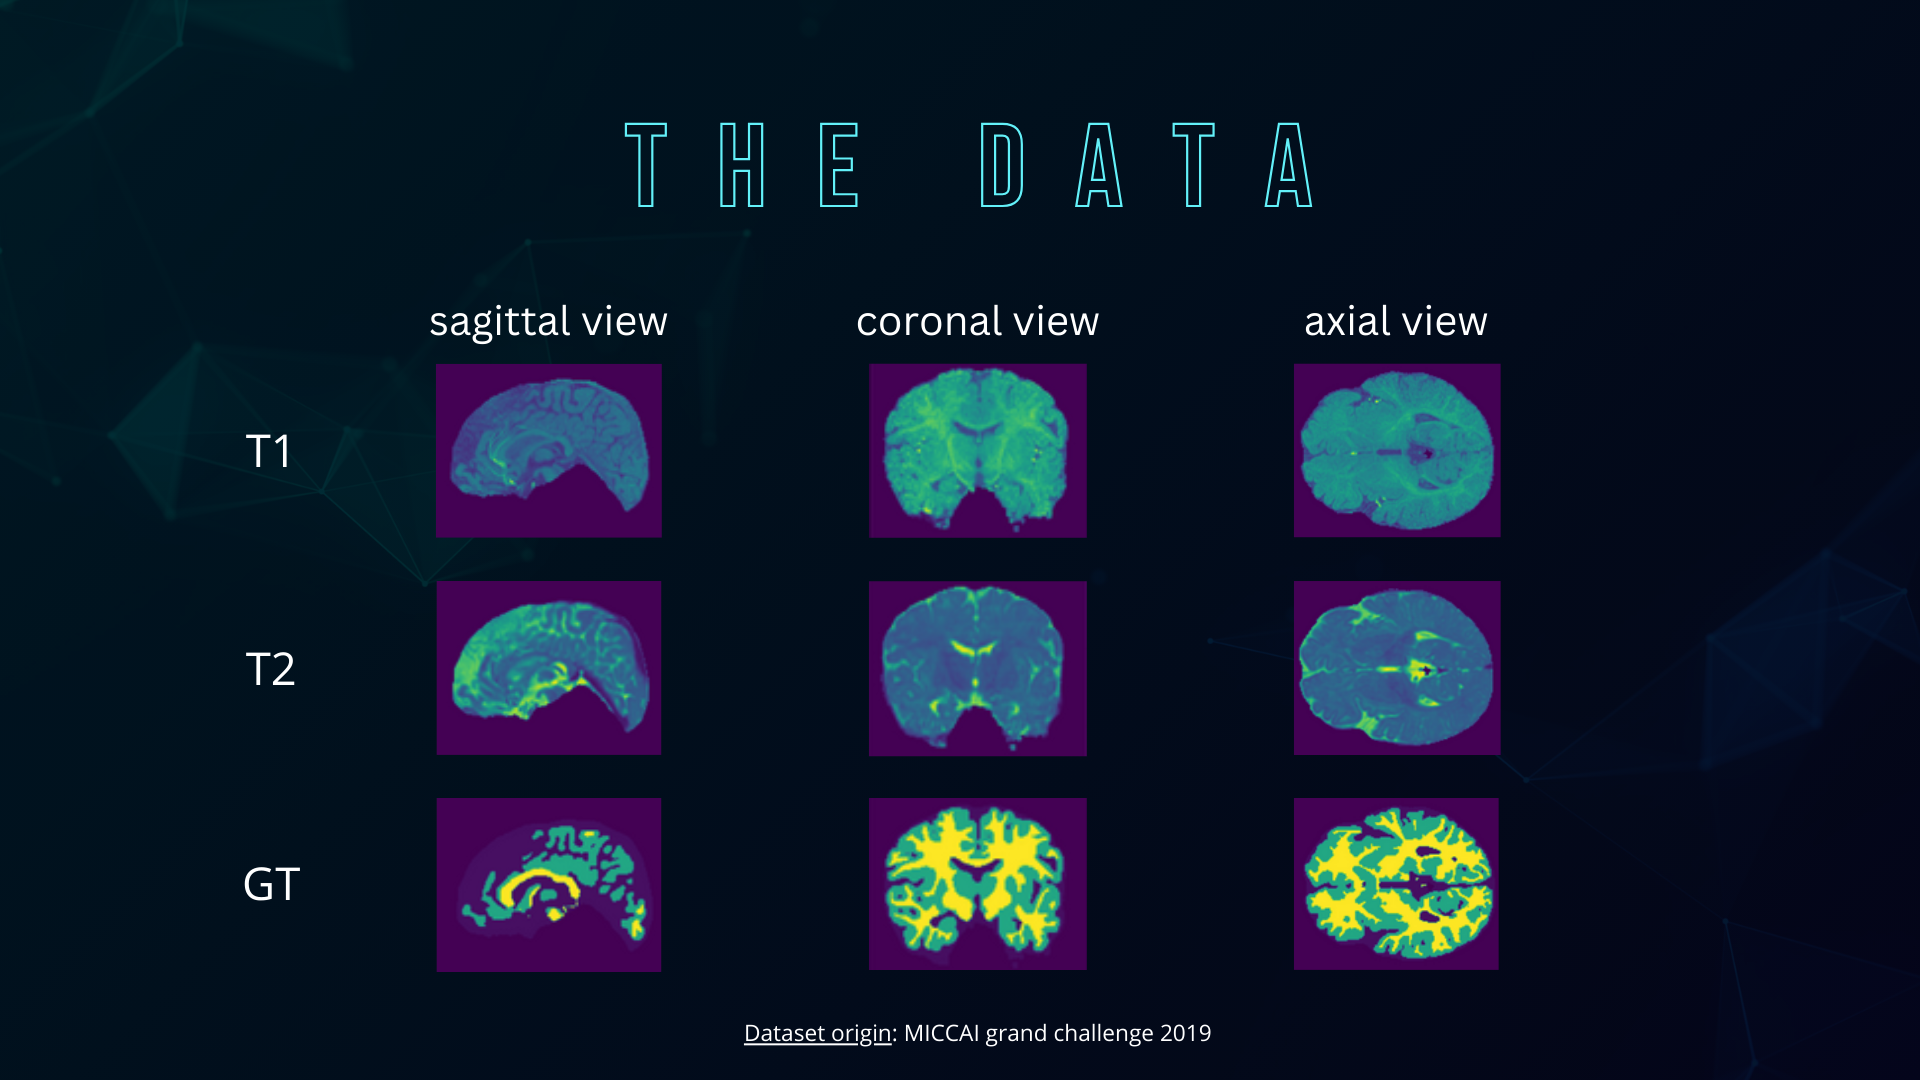 THE DATA
sagittal view coronal view axial view
T1
T2
GT
Dataset origin: MICCAI grand challenge 2019